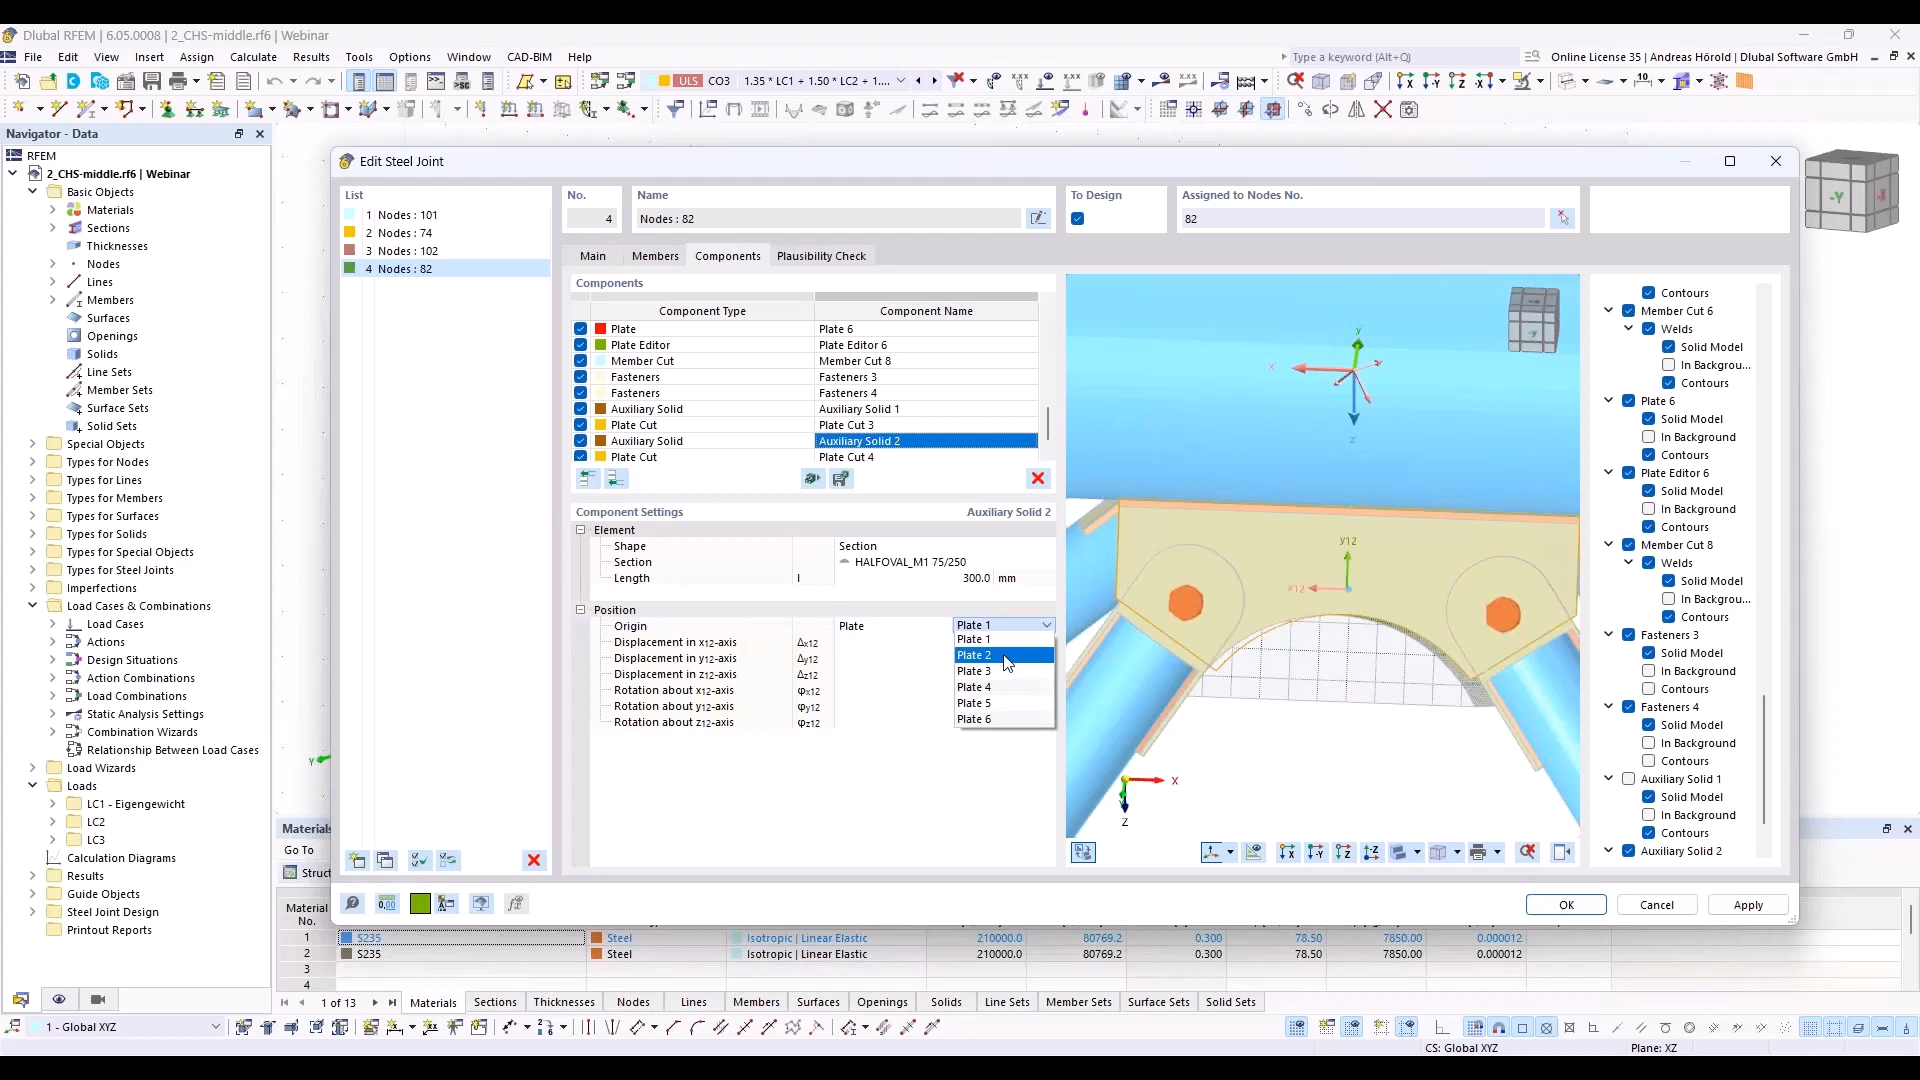 Dlubal RFEM | 6.05.0008 | 2_CHS-middle.rf6 | Webinar
File Edit View Insert Assign Calculate Results Tools Options Window CAD-BIM Help
Type a keyword (Alt+Q)
Online License 35 | Andreas Hörold | Dlubal Software GmbH
ULS CO3 1.35 * LC1 + 1.50 * LC2 + 1....
Navigator - Data
RFEM
2_CHS-middle.rf6 | Webinar
Basic Objects
Materials
Sections
Thicknesses
Nodes
Lines
Members
Surfaces
Openings
Solids
Line Sets
Member Sets
Surface Sets
Solid Sets
Special Objects
Types for Nodes
Types for Lines
Types for Members
Types for Surfaces
Types for Solids
Types for Special Objects
Types for Steel Joints
Imperfections
Load Cases & Combinations
Load Cases
Actions
Design Situations
Action Combinations
Load Combinations
Static Analysis Settings
Combination Wizards
Relationship Between Load Cases
Load Wizards
Loads
LC1 - Eigengewicht
LC2
LC3
Calculation Diagrams
Results
Guide Objects
Steel Joint Design
Printout Reports
1 - Global XYZ
Edit Steel Joint
List
1 Nodes : 101
2 Nodes : 74
3 Nodes : 102
4 Nodes : 82
No.
4
Name
Nodes : 82
To Design
Assigned to Nodes No.
82
Main Members Components Plausibility Check
Components
Component Type Component Name
Plate Plate 6
Plate Editor Plate Editor 6
Member Cut Member Cut 8
Fasteners Fasteners 3
Fasteners Fasteners 4
Auxiliary Solid Auxiliary Solid 1
Plate Cut Plate Cut 3
Auxiliary Solid Auxiliary Solid 2
Plate Cut Plate Cut 4
Component Settings Auxiliary Solid 2
Element
Shape Section
Section HALFOVAL_M1 75/250
Length l 300.0 mm
Position
Origin Plate Plate 1
Displacement in x12-axis Δx12
Displacement in y12-axis Δy12
Displacement in z12-axis Δz12
Rotation about x12-axis φx12
Rotation about y12-axis φy12
Rotation about z12-axis φz12
Plate 1
Plate 2
Plate 3
Plate 4
Plate 5
Plate 6
y'
x'
z'
y12
x12
X
Z
-Y
-X
Y
Contours
Member Cut 6
Welds
Solid Model
In Backgrou...
Contours
Plate 6
Solid Model
In Background
Contours
Plate Editor 6
Solid Model
In Background
Contours
Member Cut 8
Welds
Solid Model
In Backgrou...
Contours
Fasteners 3
Solid Model
In Background
Contours
Fasteners 4
Solid Model
In Background
Contours
Auxiliary Solid 1
Solid Model
In Background
Contours
Auxiliary Solid 2
OK Cancel Apply
Materials
Go To
Struct
Material
No.
1 S235 Steel Isotropic | Linear Elastic 210000.0 80769.2 0.300 78.50 7850.00 0.000012
2 S235 Steel Isotropic | Linear Elastic 210000.0 80769.2 0.300 78.50 7850.00 0.000012
3
4
1 of 13 Materials Sections Thicknesses Nodes Lines Members Surfaces Openings Solids Line Sets Member Sets Surface Sets Solid Sets
CS: Global XYZ Plane: XZ